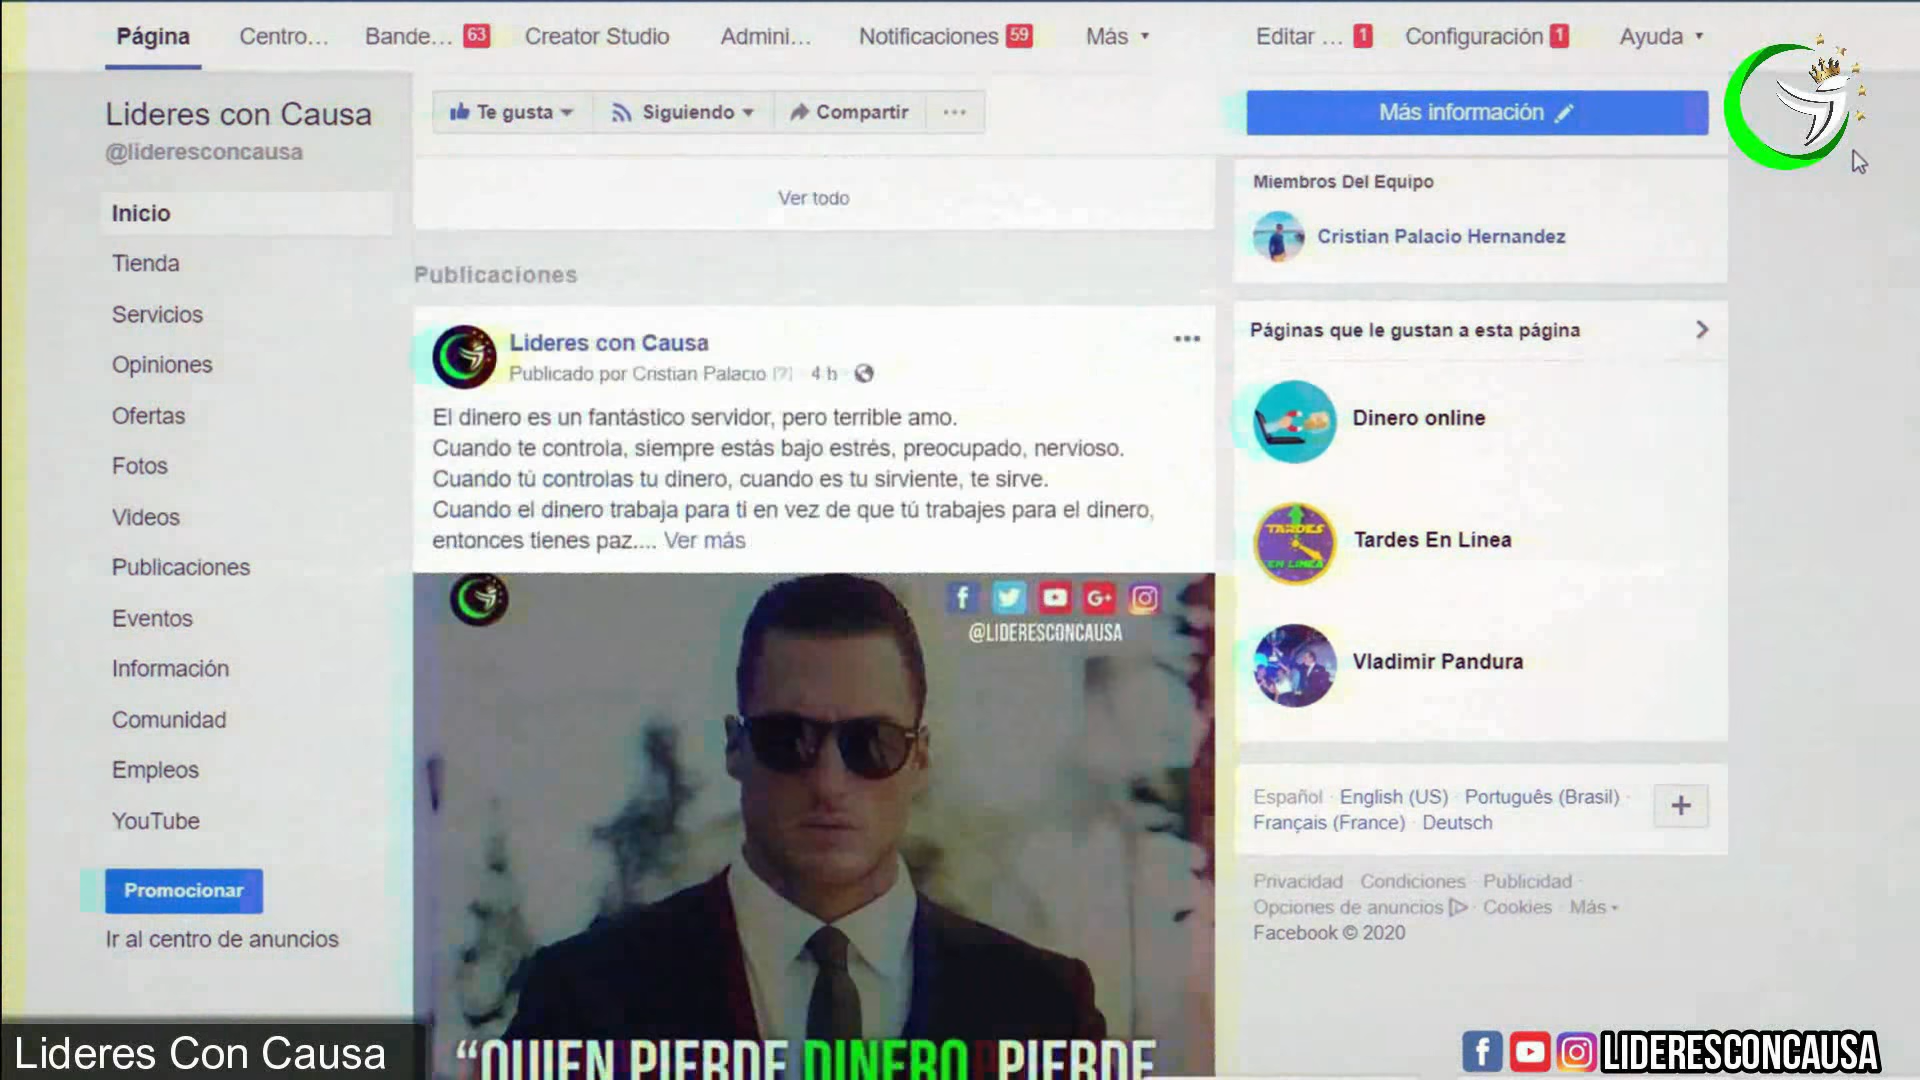 Página Centro... Bande... 63 Creator Studio Admini... Notificaciones 59 Más Editar ... 1 Configuración 1 Ayuda
Lideres con Causa
@lideresconcausa
Te gusta Siguiendo Compartir ...
Más información
Inicio
Tienda
Servicios
Opiniones
Ofertas
Fotos
Videos
Publicaciones
Eventos
Información
Comunidad
Empleos
YouTube
Promocionar
Ir al centro de anuncios
Ver todo
Publicaciones
Lideres con Causa
Publicado por Cristian Palacio [?] · 4 h ·
El dinero es un fantástico servidor, pero terrible amo.
Cuando te controla, siempre estás bajo estrés, preocupado, nervioso.
Cuando tú controlas tu dinero, cuando es tu sirviente, te sirve.
Cuando el dinero trabaja para ti en vez de que tú trabajes para el dinero,
entonces tienes paz.... Ver más
@LIDERESCONCAUSA
“QUIEN PIERDE DINERO, PIERDE
Miembros Del Equipo
Cristian Palacio Hernandez
Páginas que le gustan a esta página
Dinero online
TARDES
EN LINEA
Tardes En Linea
Vladimir Pandura
Español · English (US) · Português (Brasil) ·
Français (France) · Deutsch
Privacidad · Condiciones · Publicidad ·
Opciones de anuncios · Cookies · Más
Facebook © 2020
Lideres Con Causa
LIDERESCONCAUSA